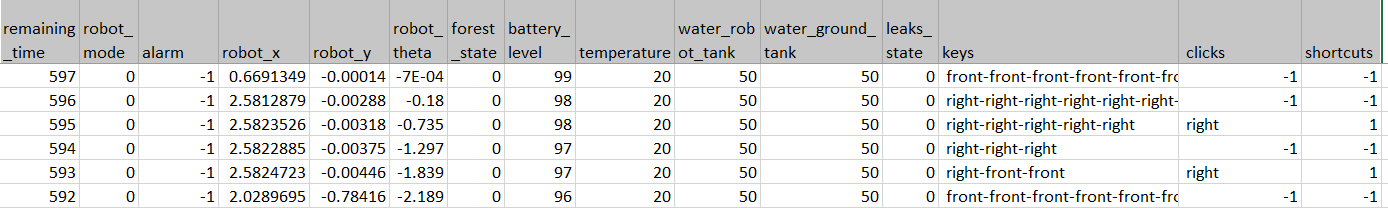 remaining_time robot_mode alarm robot_x robot_y robot_theta forest_state battery_level temperature water_robot_tank water_ground_tank leaks_state keys clicks shortcuts
597 0 -1 0.6691349 -0.00014 -7E-04 0 99 20 50 50 0 front-front-front-front-front-fro -1 -1
596 0 -1 2.5812879 -0.00288 -0.18 0 98 20 50 50 0 right-right-right-right-right-right- -1 -1
595 0 -1 2.5823526 -0.00318 -0.735 0 98 20 50 50 0 right-right-right-right-right right 1
594 0 -1 2.5822885 -0.00375 -1.297 0 97 20 50 50 0 right-right-right -1 -1
593 0 -1 2.5824723 -0.00446 -1.839 0 97 20 50 50 0 right-front-front right 1
592 0 -1 2.0289695 -0.78416 -2.189 0 96 20 50 50 0 front-front-front-front-front-fro -1 -1